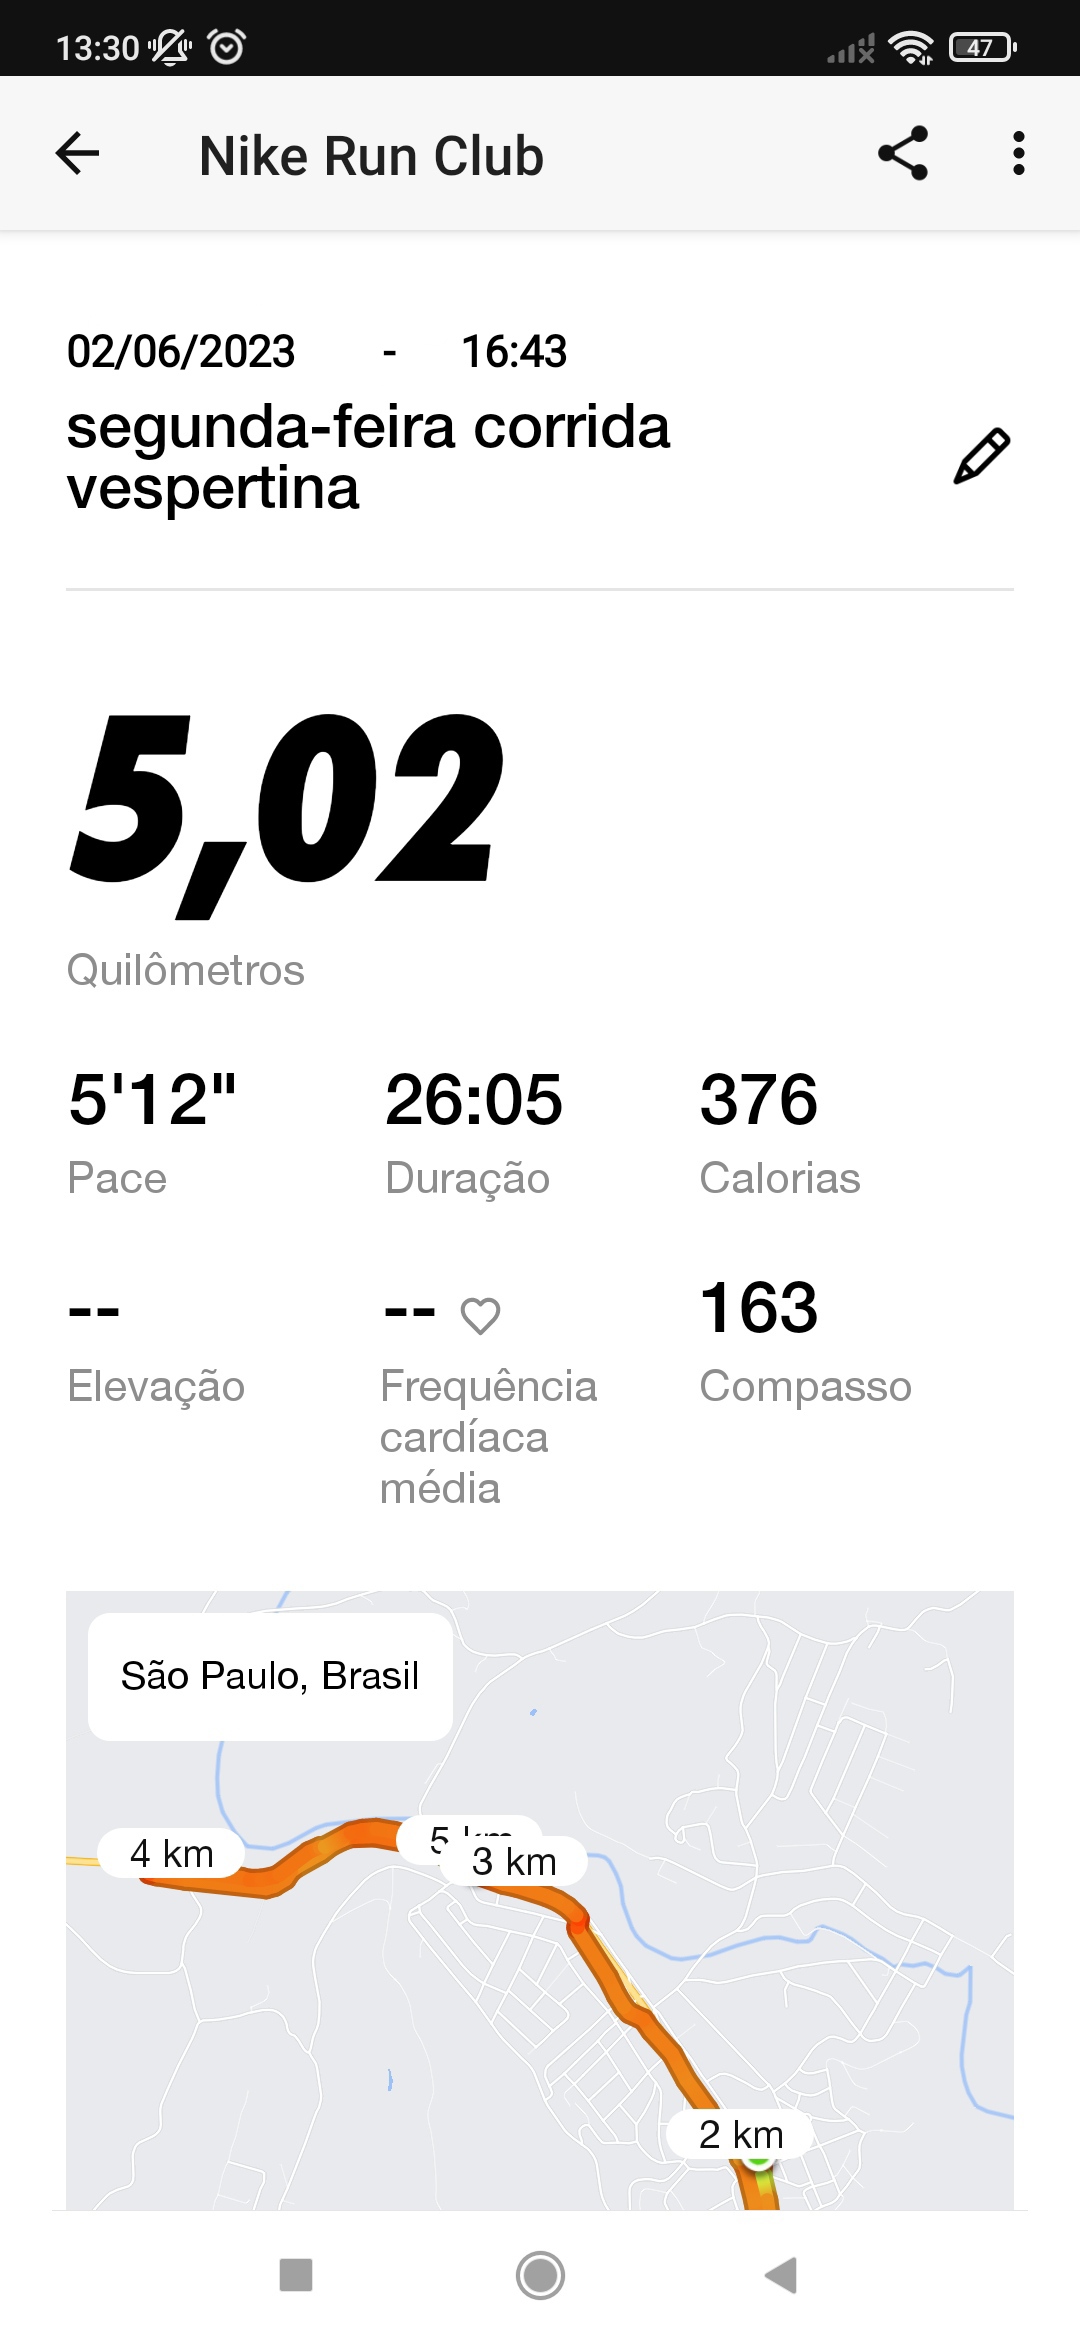 13:30
47
Nike Run Club
02/06/2023 - 16:43
segunda-feira corrida
vespertina
5,02
Quilômetros
5'12" 26:05 376
Pace Duração Calorias
-- -- 163
Elevação Frequência cardíaca média Compasso
São Paulo, Brasil
4 km
5 km
3 km
2 km